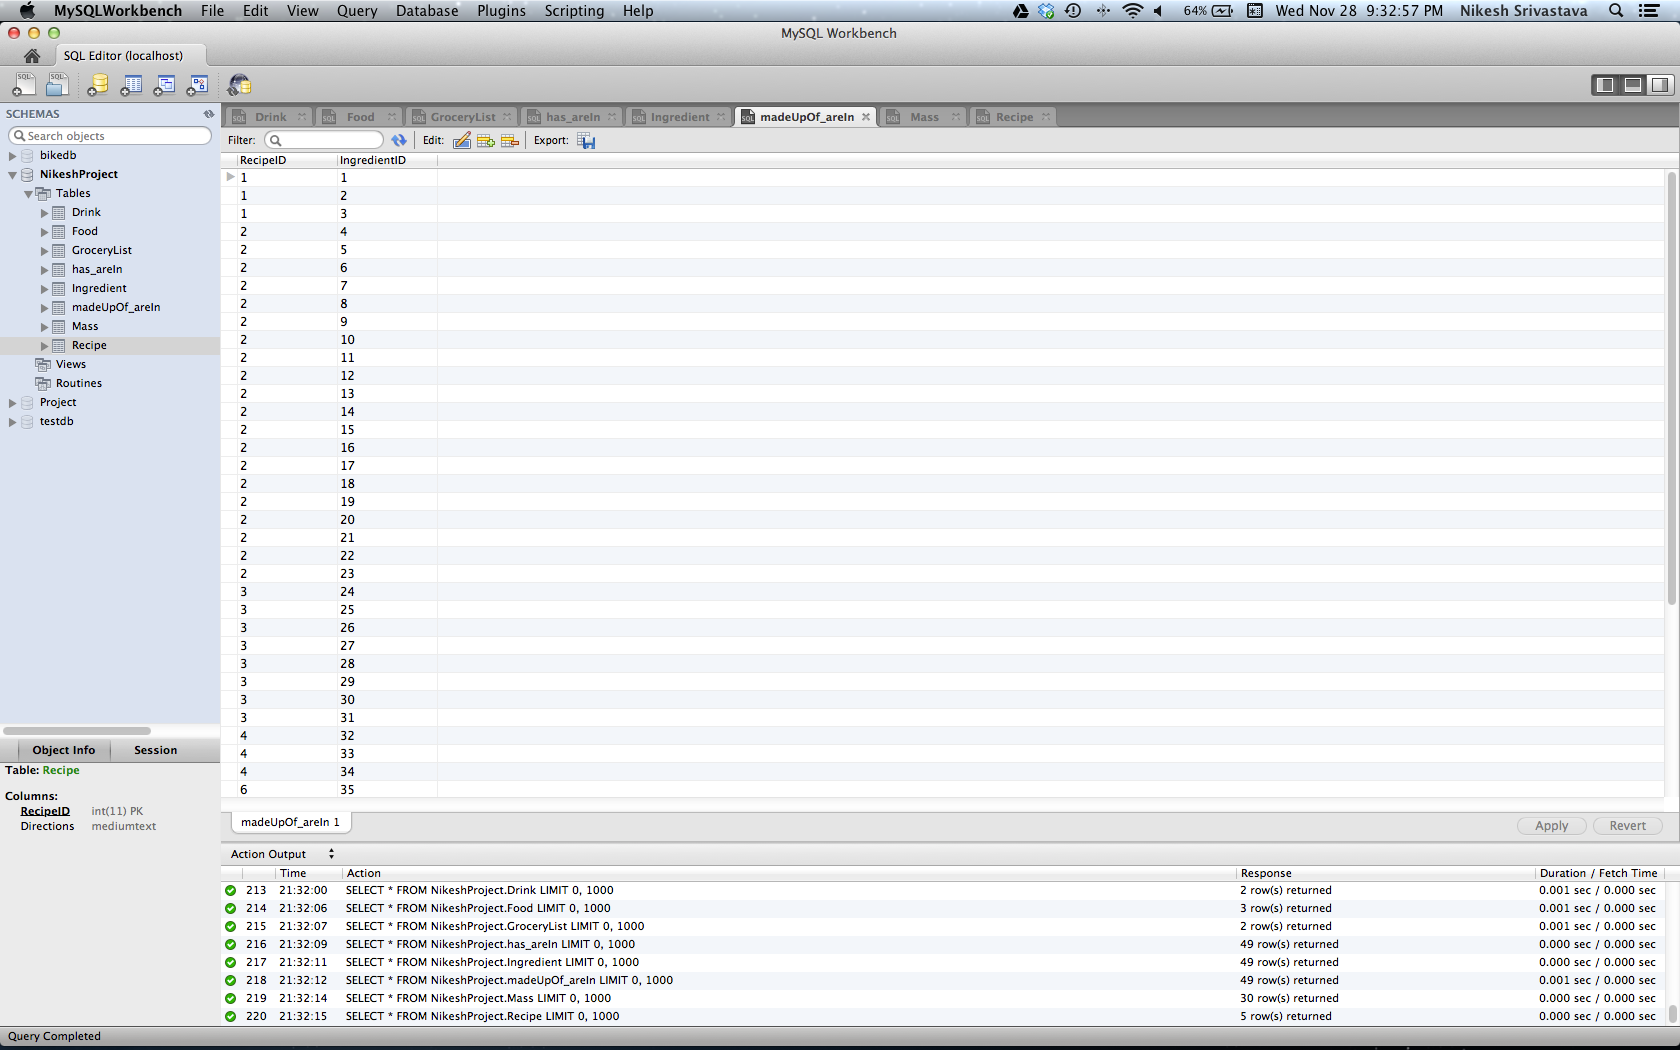 MySQLWorkbench File Edit View Query Database Plugins Scripting Help 64% Wed Nov 28 9:32:57 PM Nikesh Srivastava
MySQL Workbench
SQL Editor (localhost)
SCHEMAS
Search objects
bikedb
NikeshProject
Tables
Drink
Food
GroceryList
has_areIn
Ingredient
madeUpOf_areIn
Mass
Recipe
Views
Routines
Project
testdb
Object Info Session
Table: Recipe
Columns:
RecipeID int(11) PK
Directions mediumtext
Drink Food GroceryList has_areIn Ingredient madeUpOf_areIn Mass Recipe
Filter: Edit: Export:
RecipeID IngredientID
1 1
1 2
1 3
2 4
2 5
2 6
2 7
2 8
2 9
2 10
2 11
2 12
2 13
2 14
2 15
2 16
2 17
2 18
2 19
2 20
2 21
2 22
2 23
3 24
3 25
3 26
3 27
3 28
3 29
3 30
3 31
4 32
4 33
4 34
6 35
madeUpOf_areIn 1
Apply Revert
Action Output
Time Action Response Duration / Fetch Time
213 21:32:00 SELECT * FROM NikeshProject.Drink LIMIT 0, 1000 2 row(s) returned 0.001 sec / 0.000 sec
214 21:32:06 SELECT * FROM NikeshProject.Food LIMIT 0, 1000 3 row(s) returned 0.001 sec / 0.000 sec
215 21:32:07 SELECT * FROM NikeshProject.GroceryList LIMIT 0, 1000 2 row(s) returned 0.001 sec / 0.000 sec
216 21:32:09 SELECT * FROM NikeshProject.has_areIn LIMIT 0, 1000 49 row(s) returned 0.000 sec / 0.000 sec
217 21:32:11 SELECT * FROM NikeshProject.Ingredient LIMIT 0, 1000 49 row(s) returned 0.000 sec / 0.000 sec
218 21:32:12 SELECT * FROM NikeshProject.madeUpOf_areIn LIMIT 0, 1000 49 row(s) returned 0.001 sec / 0.000 sec
219 21:32:14 SELECT * FROM NikeshProject.Mass LIMIT 0, 1000 30 row(s) returned 0.000 sec / 0.000 sec
220 21:32:15 SELECT * FROM NikeshProject.Recipe LIMIT 0, 1000 5 row(s) returned 0.000 sec / 0.000 sec
Query Completed